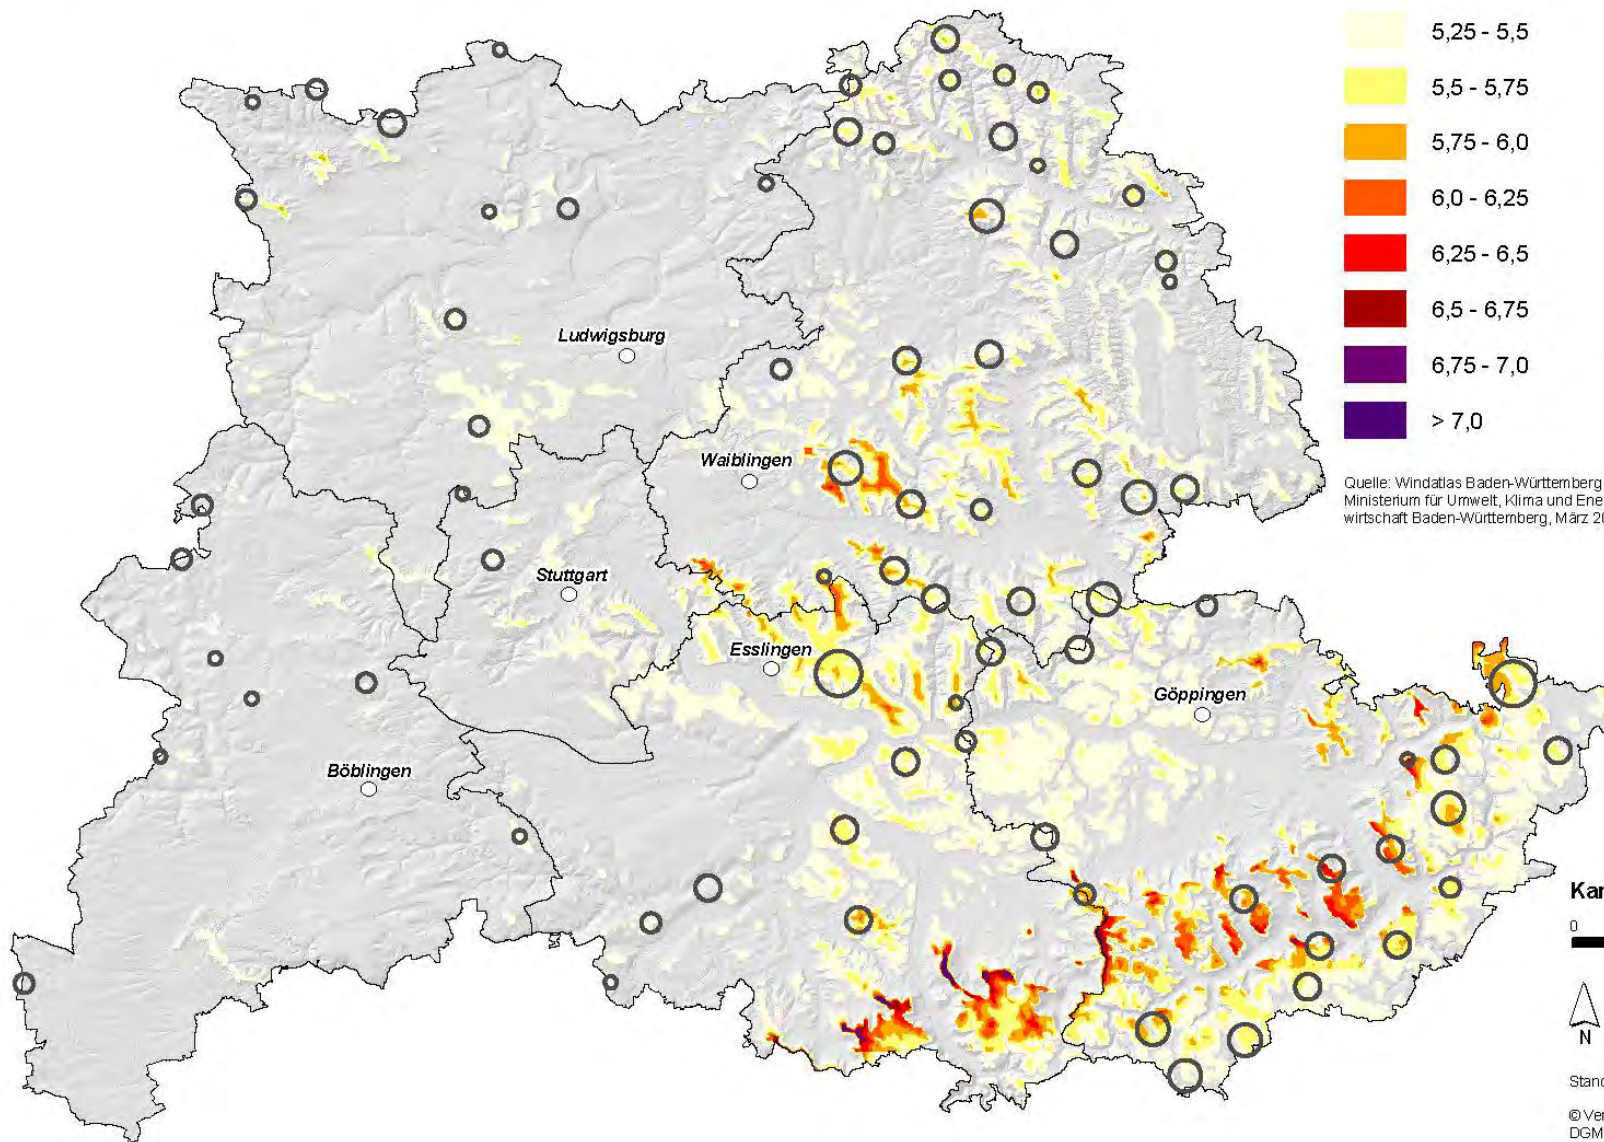 5,25 - 5,5
5,5 - 5,75
5,75 - 6,0
6,0 - 6,25
6,25 - 6,5
6,5 - 6,75
6,75 - 7,0
> 7,0
Quelle: Windatlas Baden-Württemberg
Ministerium für Umwelt, Klima und Ene
wirtschaft Baden-Württemberg, März 20
Ludwigsburg
Waiblingen
Stuttgart
Esslingen
Göppingen
Böblingen
Kar
0
N
Stand
© Ver
DGM